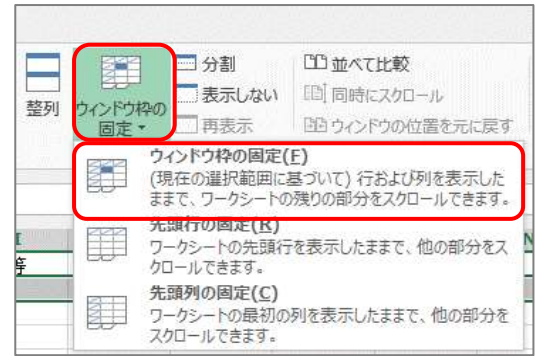 整列
ウィンドウ枠の
固定
分割
表示しない
再表示
並べて比較
同時にスクロール
ウィンドウの位置を元に戻す
ウィンドウ枠の固定(F)
(現在の選択範囲に基づいて) 行および列を表示した
ままで、ワークシートの残りの部分をスクロールできます。
先頭行の固定(R)
ワークシートの先頭行を表示したままで、他の部分をス
クロールできます。
先頭列の固定(C)
ワークシートの最初の列を表示したままで、他の部分を
スクロールできます。
I
N
等